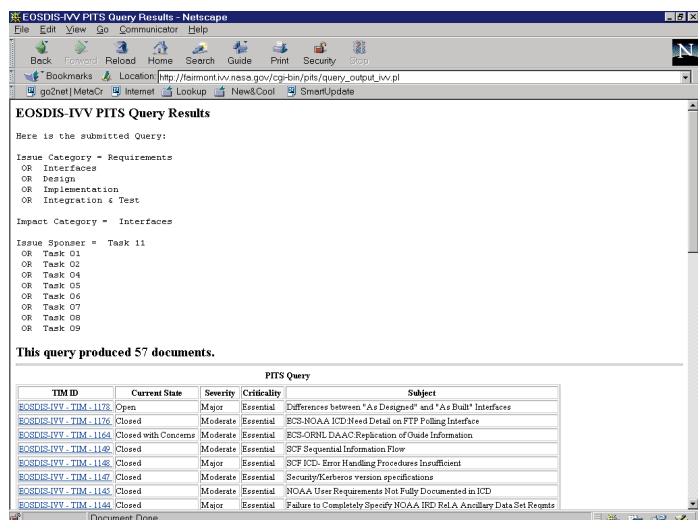 EOSDIS-IVV PITS Query Results - Netscape
File Edit View Go Communicator Help
Back Forward Reload Home Search Guide Print Security Stop
N
Bookmarks Location: http://fairmont.ivv.nasa.gov/cgi-bin/pits/query_output_ivv.pl
go2net|MetaCr Internet Lookup New&Cool SmartUpdate
EOSDIS-IVV PITS Query Results
Here is the submitted Query:
Issue Category = Requirements
OR Interfaces
OR Design
OR Implementation
OR Integration & Test
Impact Category = Interfaces
Issue Sponser = Task 11
OR Task 01
OR Task 02
OR Task 04
OR Task 05
OR Task 06
OR Task 07
OR Task 08
OR Task 09
This query produced 57 documents.
PITS Query
TIM ID Current State Severity Criticality Subject
EOSDIS-IVV - TIM - 1178 Open Major Essential Differences between "As Designed" and "As Built" Interfaces
EOSDIS-IVV - TIM - 1176 Closed Moderate Essential ECS-NOAA ICD:Need Detail on FTP Polling Interface
EOSDIS-IVV - TIM - 1164 Closed with Concerns Moderate Essential ECS-ORNL DAAC:Replication of Guide Information
EOSDIS-IVV - TIM - 1149 Closed Moderate Essential SCF Sequential Information Flow
EOSDIS-IVV - TIM - 1148 Closed Major Essential SCF ICD- Error Handling Procedures Insufficient
EOSDIS-IVV - TIM - 1147 Closed Moderate Essential Security/Kerberos version specifications
EOSDIS-IVV - TIM - 1145 Closed Moderate Essential NOAA User Requirements Not Fully Documented in ICD
EOSDIS-IVV - TIM - 1144 Closed Major Essential Failure to Completely Specify NOAA IRD Rel.A Ancillary Data Set Reqmts
Document Done